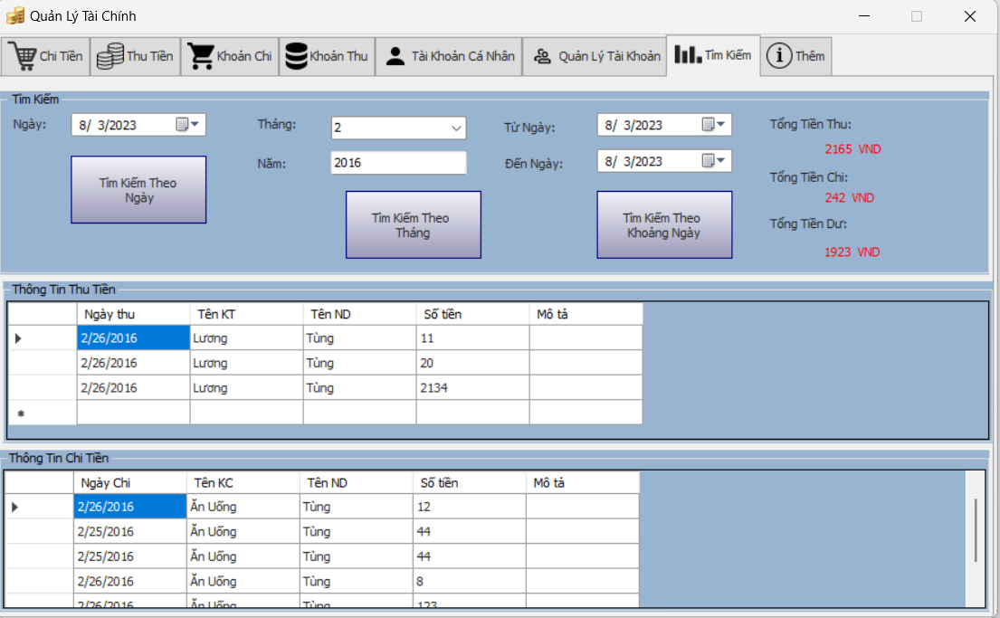 Quản Lý Tài Chính
Chi Tiền Thu Tiền Khoản Chi Khoản Thu Tài Khoản Cá Nhân Quản Lý Tài Khoản Tìm Kiếm Thêm
Tìm Kiếm
Ngày: 8/ 3/2023 Tháng: 2 Từ Ngày: 8/ 3/2023 Tổng Tiền Thu:
2165 VND
Năm: 2016 Đến Ngày: 8/ 3/2023
Tổng Tiền Chi:
242 VND
Tìm Kiếm Theo
Ngày
Tìm Kiếm Theo
Tháng
Tìm Kiếm Theo
Khoảng Ngày
Tổng Tiền Dư:
1923 VND
Thông Tin Thu Tiền
Ngày thu Tên KT Tên ND Số tiền Mô tả
2/26/2016 Lương Tùng 11
2/26/2016 Lương Tùng 20
2/26/2016 Lương Tùng 2134
Thông Tin Chi Tiền
Ngày Chi Tên KC Tên ND Số tiền Mô tả
2/26/2016 Ăn Uống Tùng 12
2/25/2016 Ăn Uống Tùng 44
2/25/2016 Ăn Uống Tùng 44
2/26/2016 Ăn Uống Tùng 8
2/26/2016 Ăn Uống Tùng 123